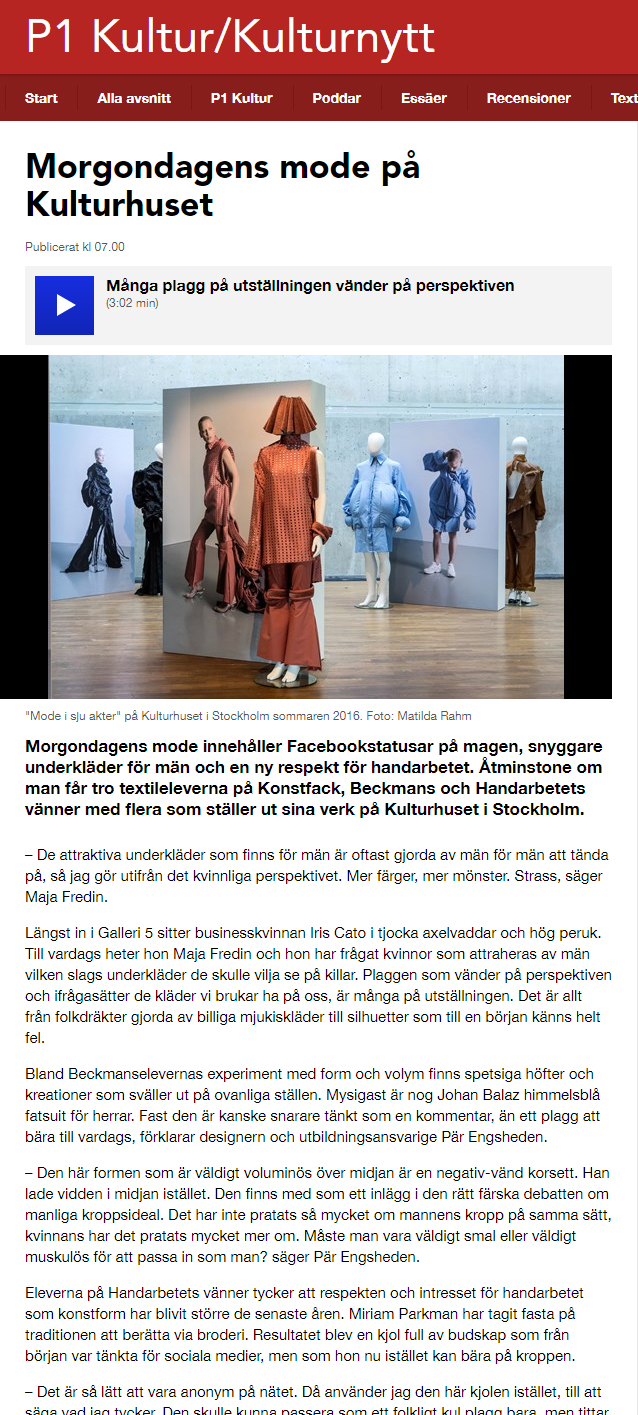 P1 Kultur/Kulturnytt
Start Alla avsnitt P1 Kultur Poddar Essäer Recensioner Text
Morgondagens mode på
Kulturhuset
Publicerat kl 07.00
Många plagg på utställningen vänder på perspektiven
(3:02 min)
"Mode i sju akter" på Kulturhuset i Stockholm sommaren 2016. Foto: Matilda Rahm
Morgondagens mode innehåller Facebookstatusar på magen, snyggare
underkläder för män och en ny respekt för handarbetet. Åtminstone om
man får tro textileleverna på Konstfack, Beckmans och Handarbetets
vänner med flera som ställer ut sina verk på Kulturhuset i Stockholm.
– De attraktiva underkläder som finns för män är oftast gjorda av män för män att tända
på, så jag gör utifrån det kvinnliga perspektivet. Mer färger, mer mönster. Strass, säger
Maja Fredin.
Längst in i Galleri 5 sitter businesskvinnan Iris Cato i tjocka axelvaddar och hög peruk.
Till vardags heter hon Maja Fredin och hon har frågat kvinnor som attraheras av män
vilken slags underkläder de skulle vilja se på killar. Plaggen som vänder på perspektiven
och ifrågasätter de kläder vi brukar ha på oss, är många på utställningen. Det är allt
från folkdräkter gjorda av billiga mjukiskläder till silhuetter som till en början känns helt
fel.
Bland Beckmanselevernas experiment med form och volym finns spetsiga höfter och
kreationer som sväller ut på ovanliga ställen. Mysigast är nog Johan Balaz himmelsblå
fatsuit för herrar. Fast den är kanske snarare tänkt som en kommentar, än ett plagg att
bära till vardags, förklarar designern och utbildningsansvarige Pär Engsheden.
– Den här formen som är väldigt voluminös över midjan är en negativ-vänd korsett. Han
lade vidden i midjan istället. Den finns med som ett inlägg i den rätt färska debatten om
manliga kroppsideal. Det har inte pratats så mycket om mannens kropp på samma sätt,
kvinnans har det pratats mycket mer om. Måste man vara väldigt smal eller väldigt
muskulös för att passa in som man? säger Pär Engsheden.
Eleverna på Handarbetets vänner tycker att respekten och intresset för handarbetet
som konstform har blivit större de senaste åren. Miriam Parkman har tagit fasta på
traditionen att berätta via broderi. Resultatet blev en kjol full av budskap som från
början var tänkta för sociala medier, men som hon nu istället kan bära på kroppen.
– Det är så lätt att vara anonym på nätet. Då använder jag den här kjolen istället, till att
säga vad jag tycker. Den skulle kunna passera som ett folkligt kul plagg bara, men tittar